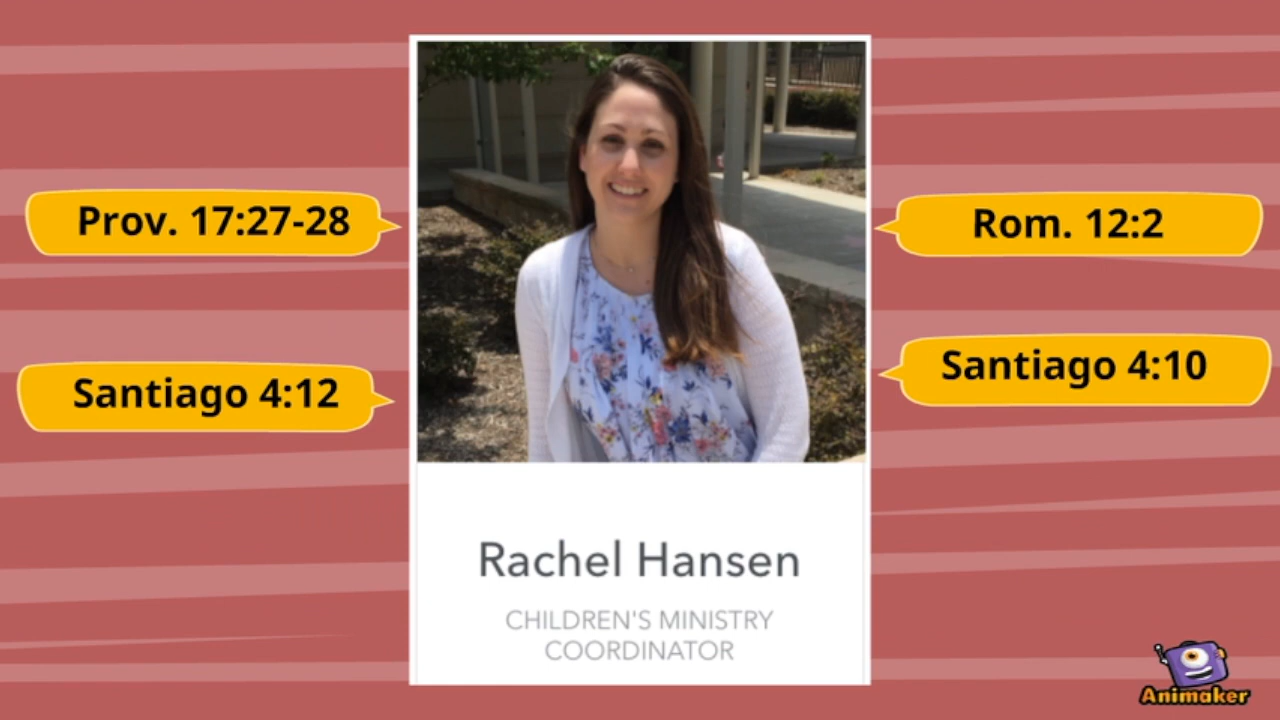 Prov. 17:27-28
Rom. 12:2
Santiago 4:12
Santiago 4:10
Rachel Hansen
CHILDREN'S MINISTRY
COORDINATOR
Animaker